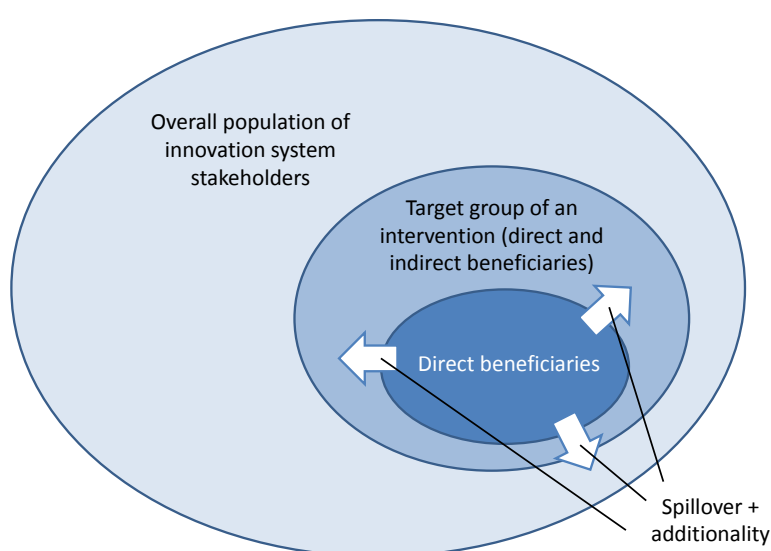 Overall population of
innovation system
stakeholders
Target group of an
intervention (direct and
indirect beneficiaries)
Direct beneficiaries
Spillover +
additionality